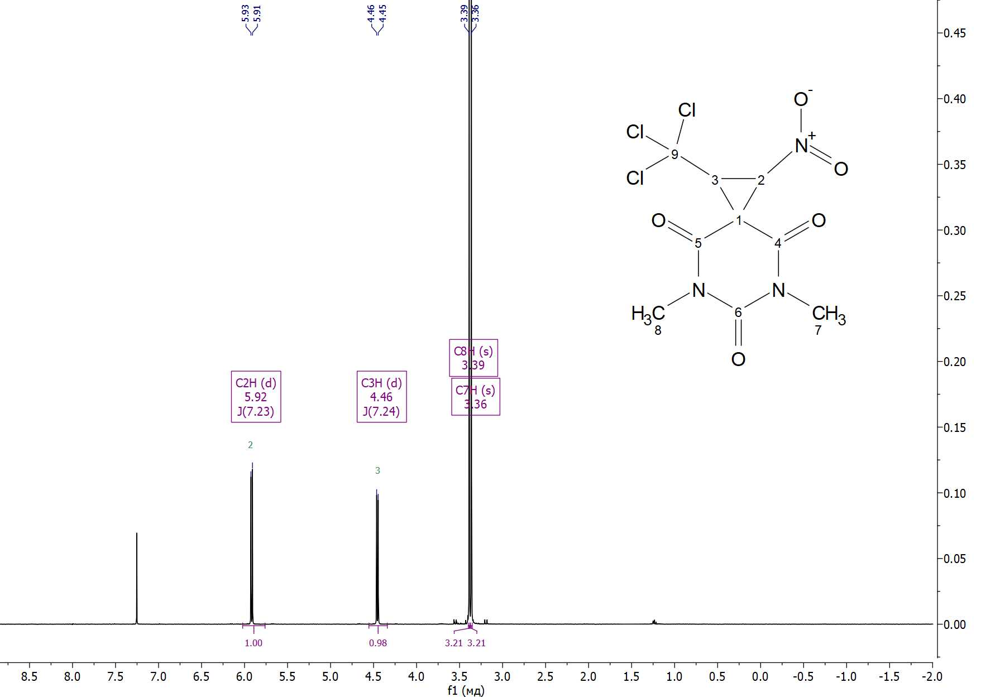 5.93
5.91
4.46
4.45
3.39
3.36
0.45
0.40
0.35
0.30
0.25
0.20
0.15
0.10
0.05
0.00
O-
Cl
Cl
N+
9
O
Cl
3
2
O
1
O
5
4
N
N
H3C
6
CH3
8
7
O
C8H (s)
3.39
C7H (s)
3.36
C2H (d)
5.92
J(7.23)
C3H (d)
4.46
J(7.24)
2
3
1.00
0.98
3.21
3.21
8.5 8.0 7.5 7.0 6.5 6.0 5.5 5.0 4.5 4.0 3.5 3.0 2.5 2.0 1.5 1.0 0.5 0.0 -0.5 -1.0 -1.5 -2.0
f1 (мд)